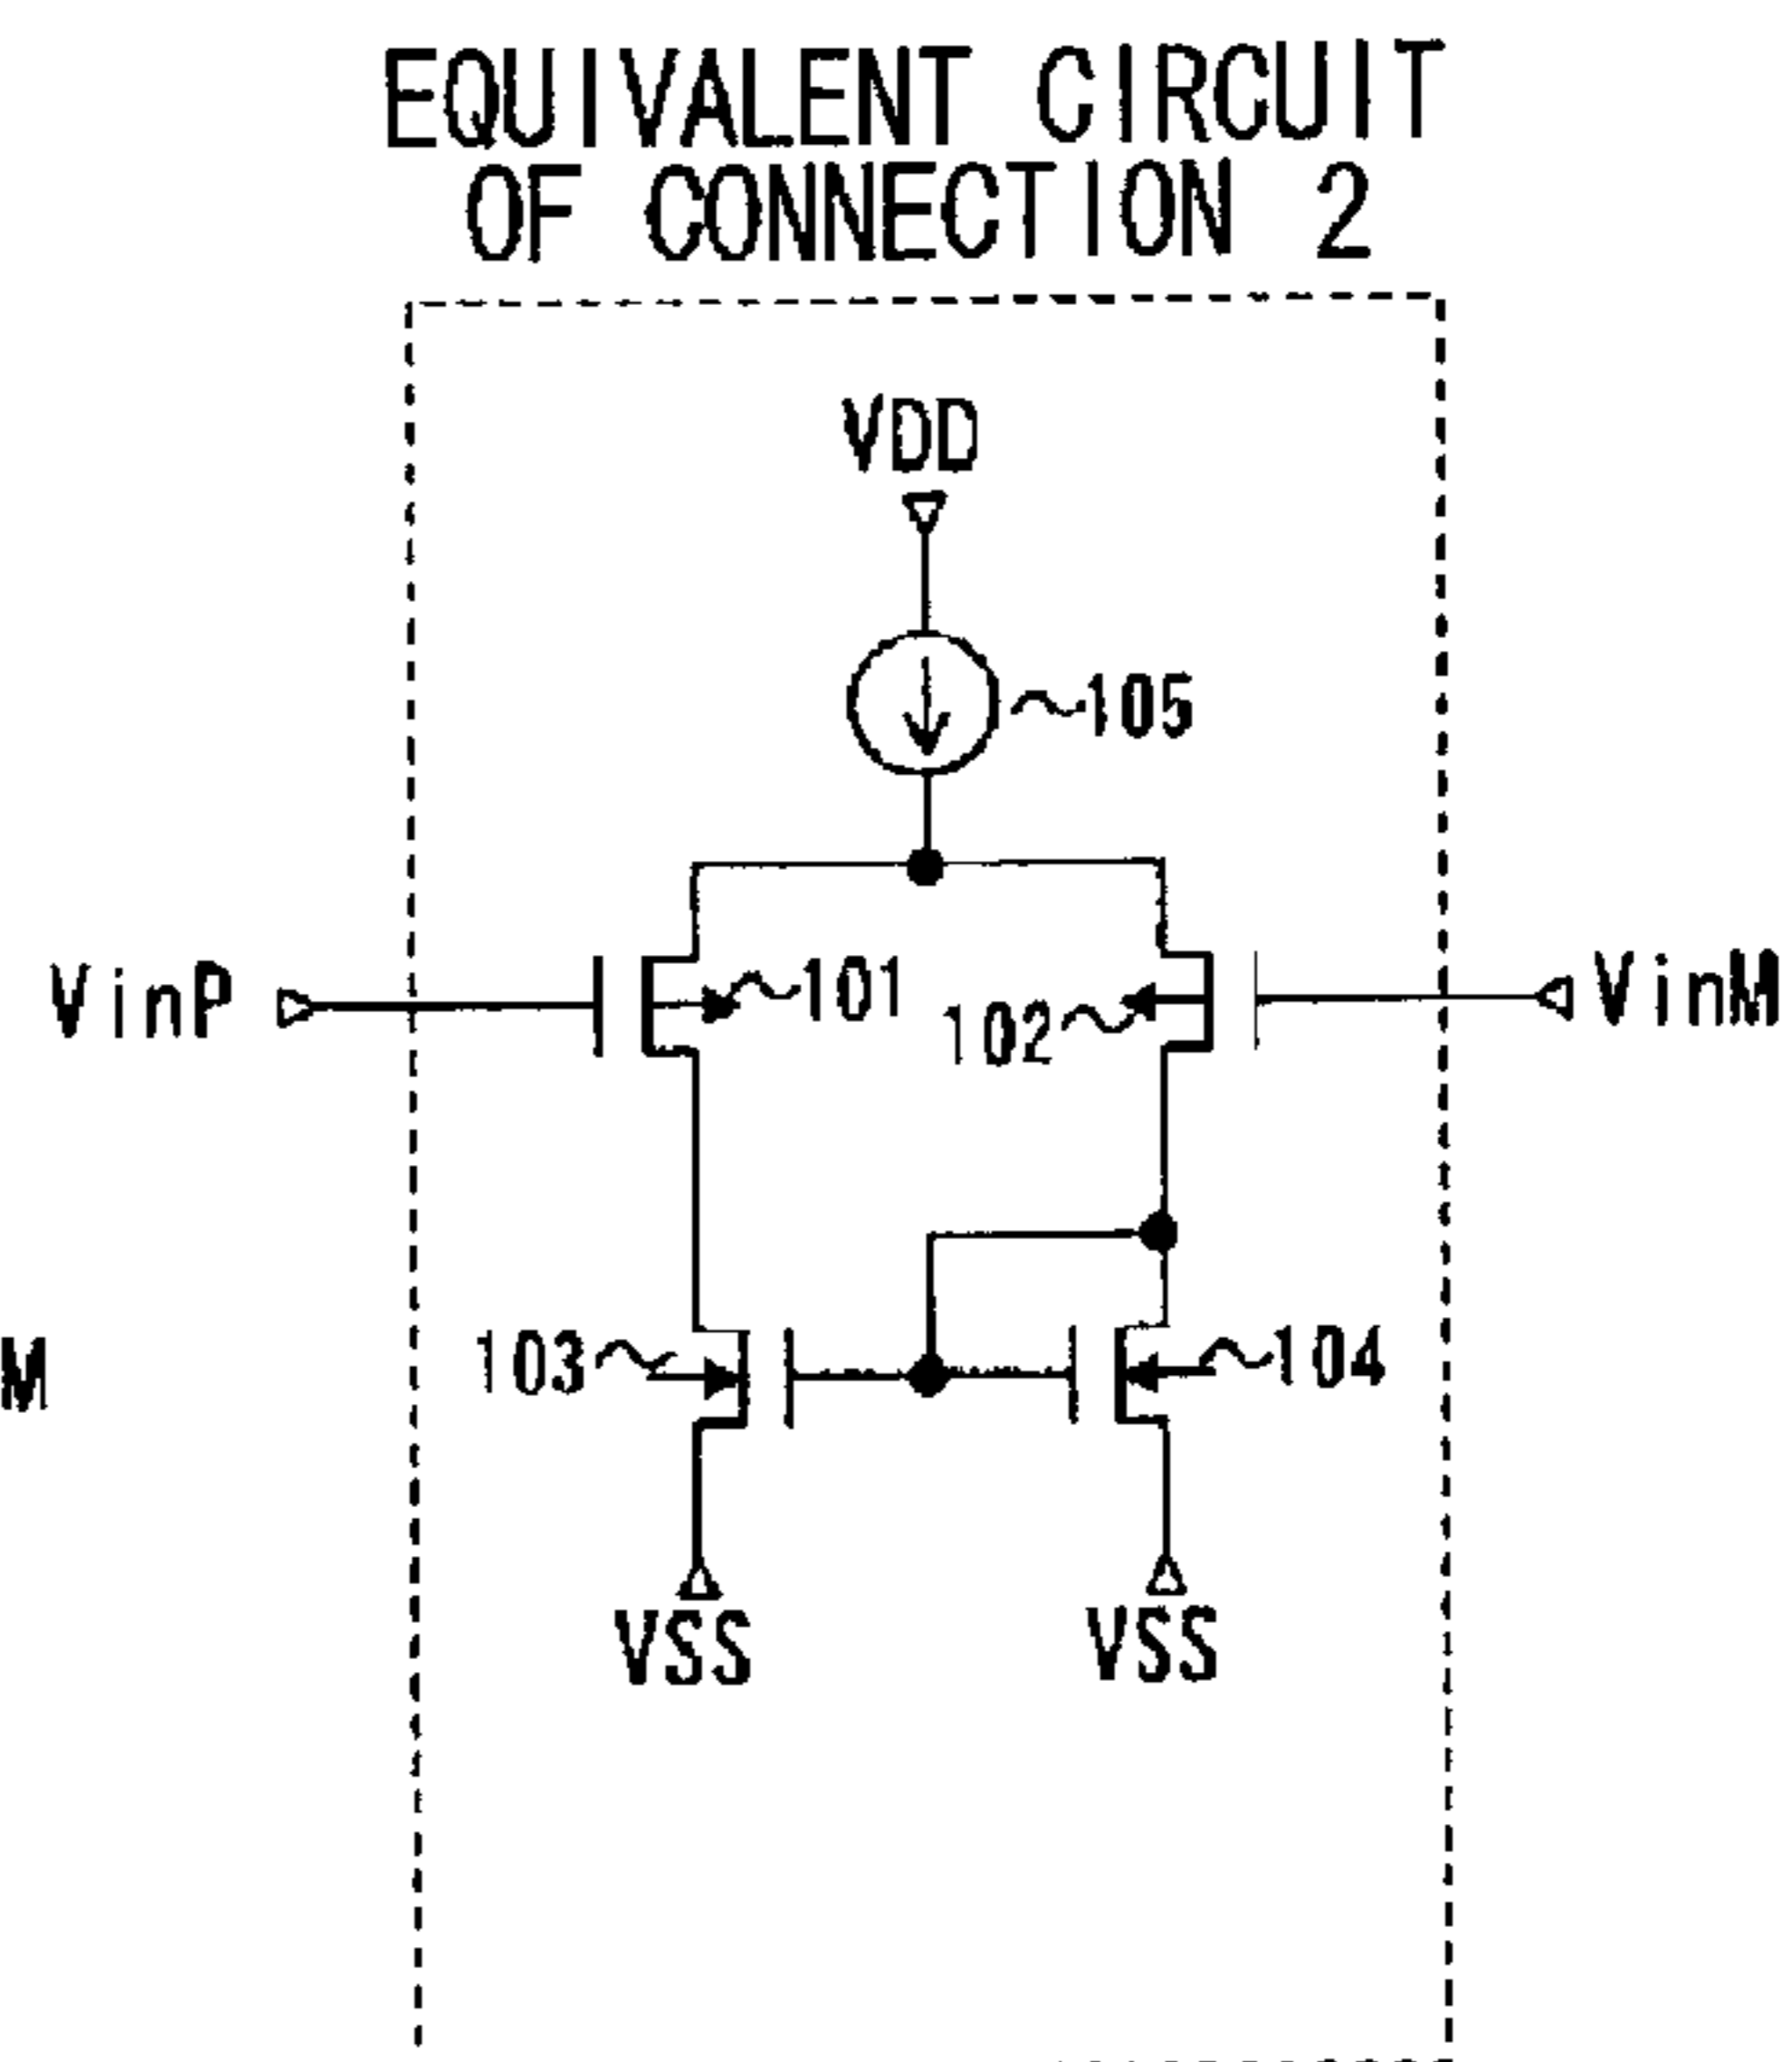 EQUIVALENT CIRCUIT
OF CONNECTION 2
VDD
105
VinP
101
102
VinM
M
103
104
VSS
VSS